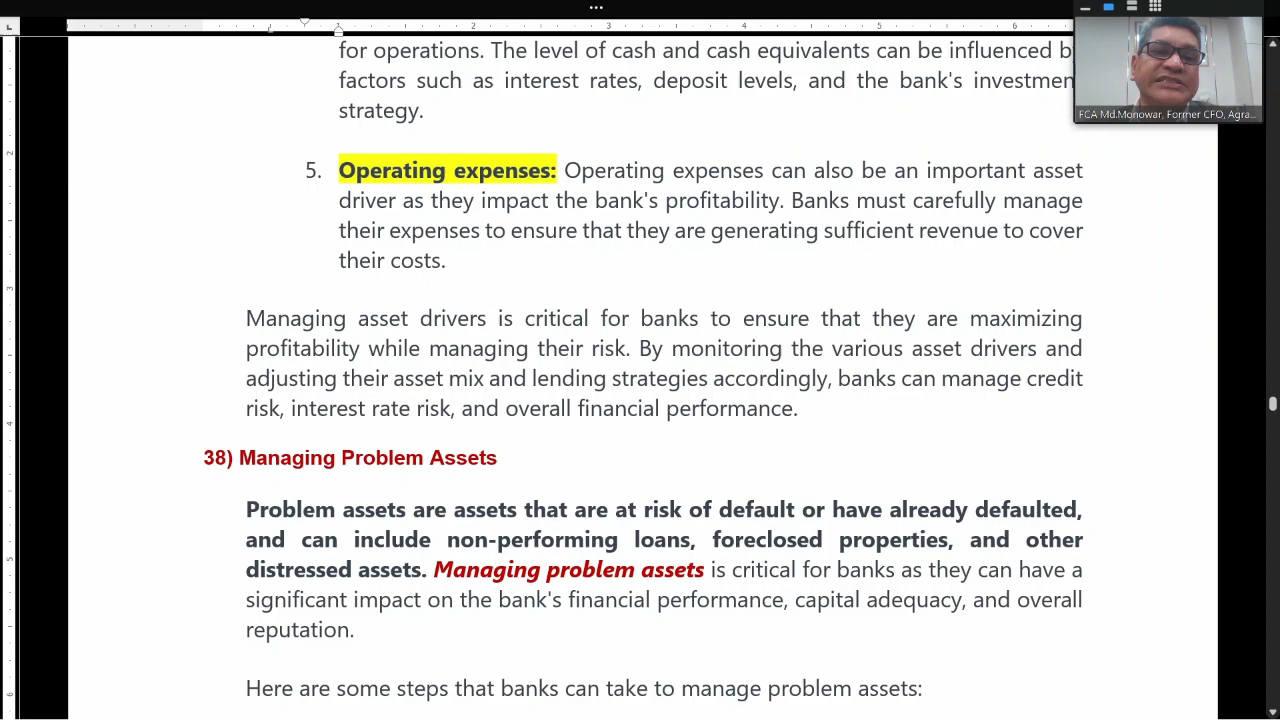 for operations. The level of cash and cash equivalents can be influenced b
factors such as interest rates, deposit levels, and the bank's investmen
strategy.
FCA Md.Monowar, Former CFO, Agra...
5. Operating expenses: Operating expenses can also be an important asset
driver as they impact the bank's profitability. Banks must carefully manage
their expenses to ensure that they are generating sufficient revenue to cover
their costs.
Managing asset drivers is critical for banks to ensure that they are maximizing
profitability while managing their risk. By monitoring the various asset drivers and
adjusting their asset mix and lending strategies accordingly, banks can manage credit
risk, interest rate risk, and overall financial performance.
38) Managing Problem Assets
Problem assets are assets that are at risk of default or have already defaulted,
and can include non-performing loans, foreclosed properties, and other
distressed assets. Managing problem assets is critical for banks as they can have a
significant impact on the bank's financial performance, capital adequacy, and overall
reputation.
Here are some steps that banks can take to manage problem assets: